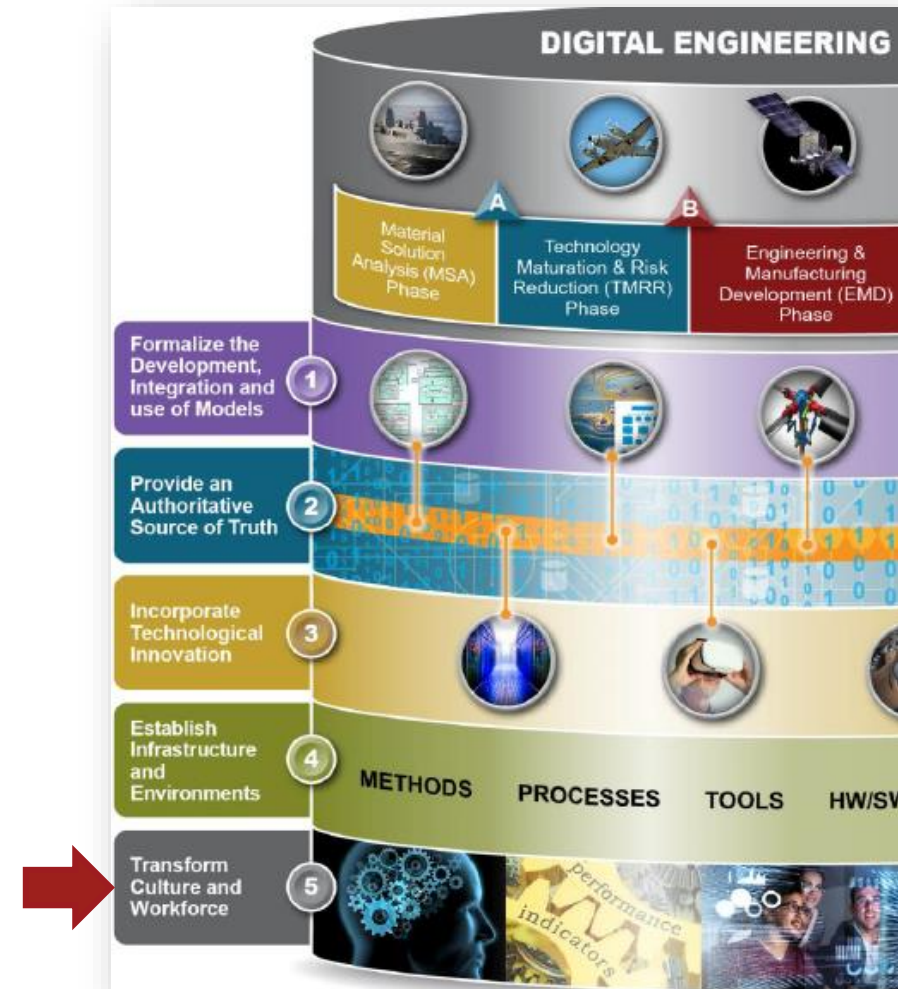 DIGITAL ENGINEERING
A
B
Material
Solution
Analysis (MSA)
Phase
Technology
Maturation & Risk
Reduction (TMRR)
Phase
Engineering &
Manufacturing
Development (EMD)
Phase
Formalize the
Development,
Integration and
use of Models
1
Provide an
Authoritative
Source of Truth
2
Incorporate
Technological
Innovation
3
Establish
Infrastructure
and
Environments
4
METHODS
PROCESSES
TOOLS
Transform
Culture and
Workforce
5
performance
indicators